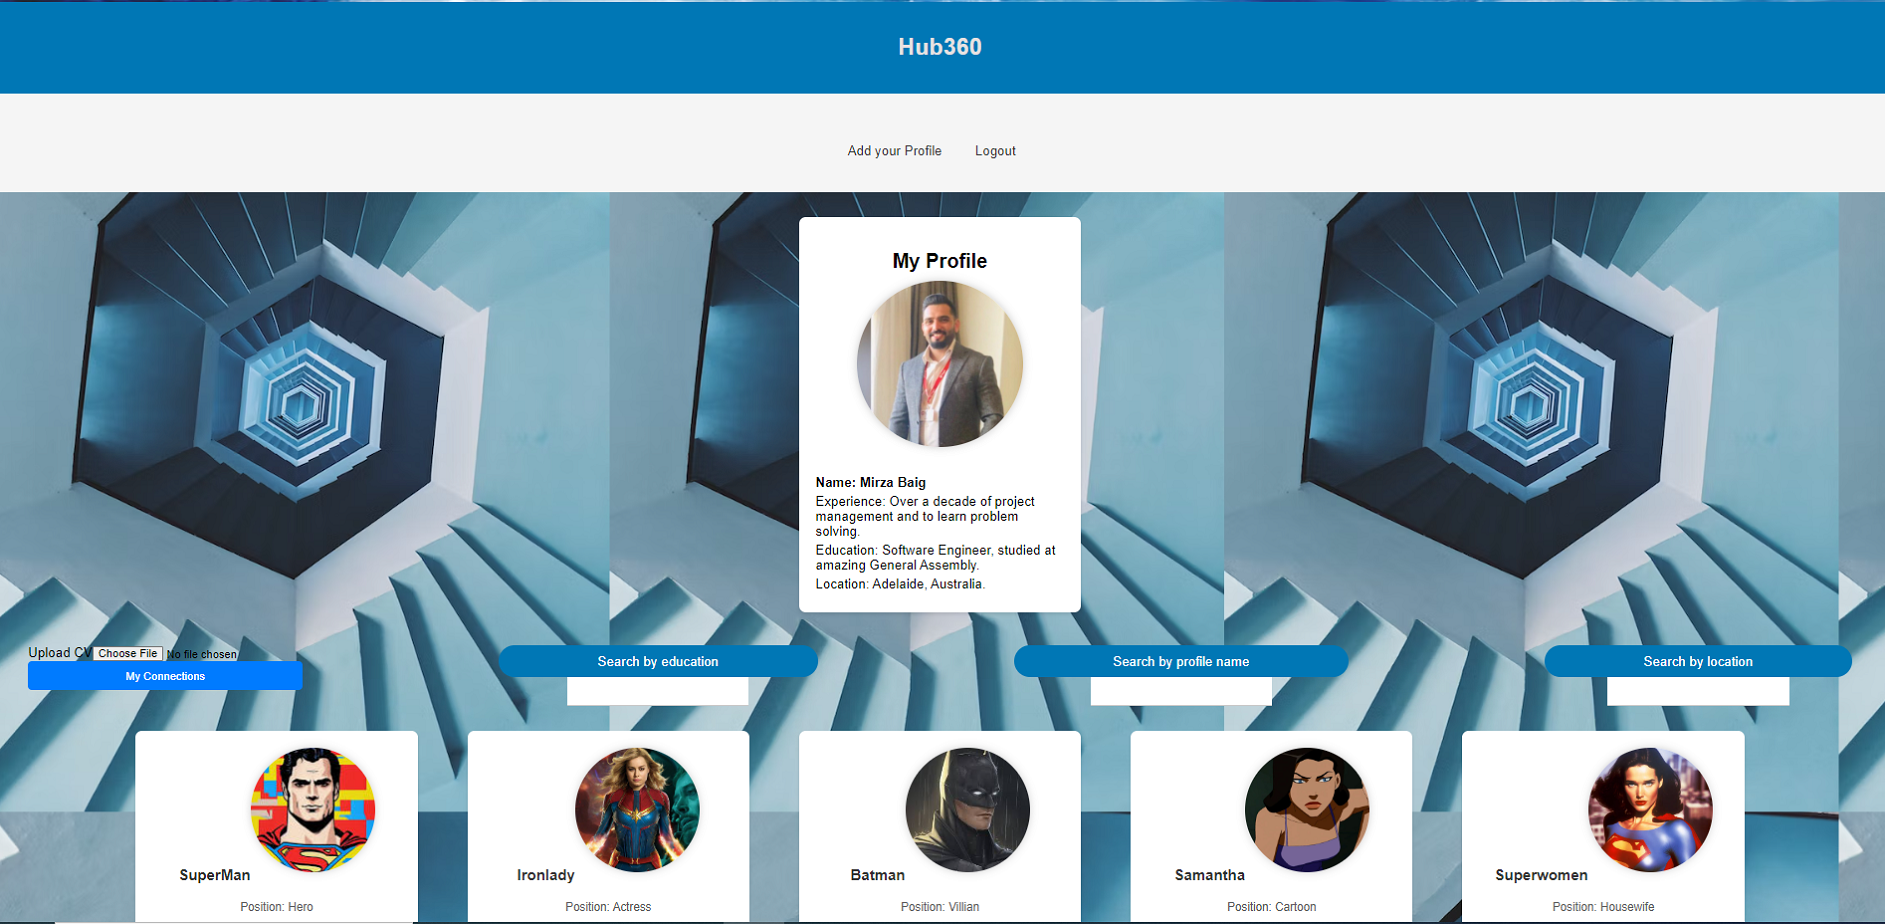 Hub360
Add your Profile
Logout
My Profile
Name: Mirza Baig
Experience: Over a decade of project
management and to learn problem
solving.
Education: Software Engineer, studied at
amazing General Assembly.
Location: Adelaide, Australia.
Upload CV Choose File No file chosen
My Connections
Search by education
Search by profile name
Search by location
SuperMan
Position: Hero
Ironlady
Position: Actress
Batman
Position: Villian
Samantha
Position: Cartoon
Superwomen
Position: Housewife